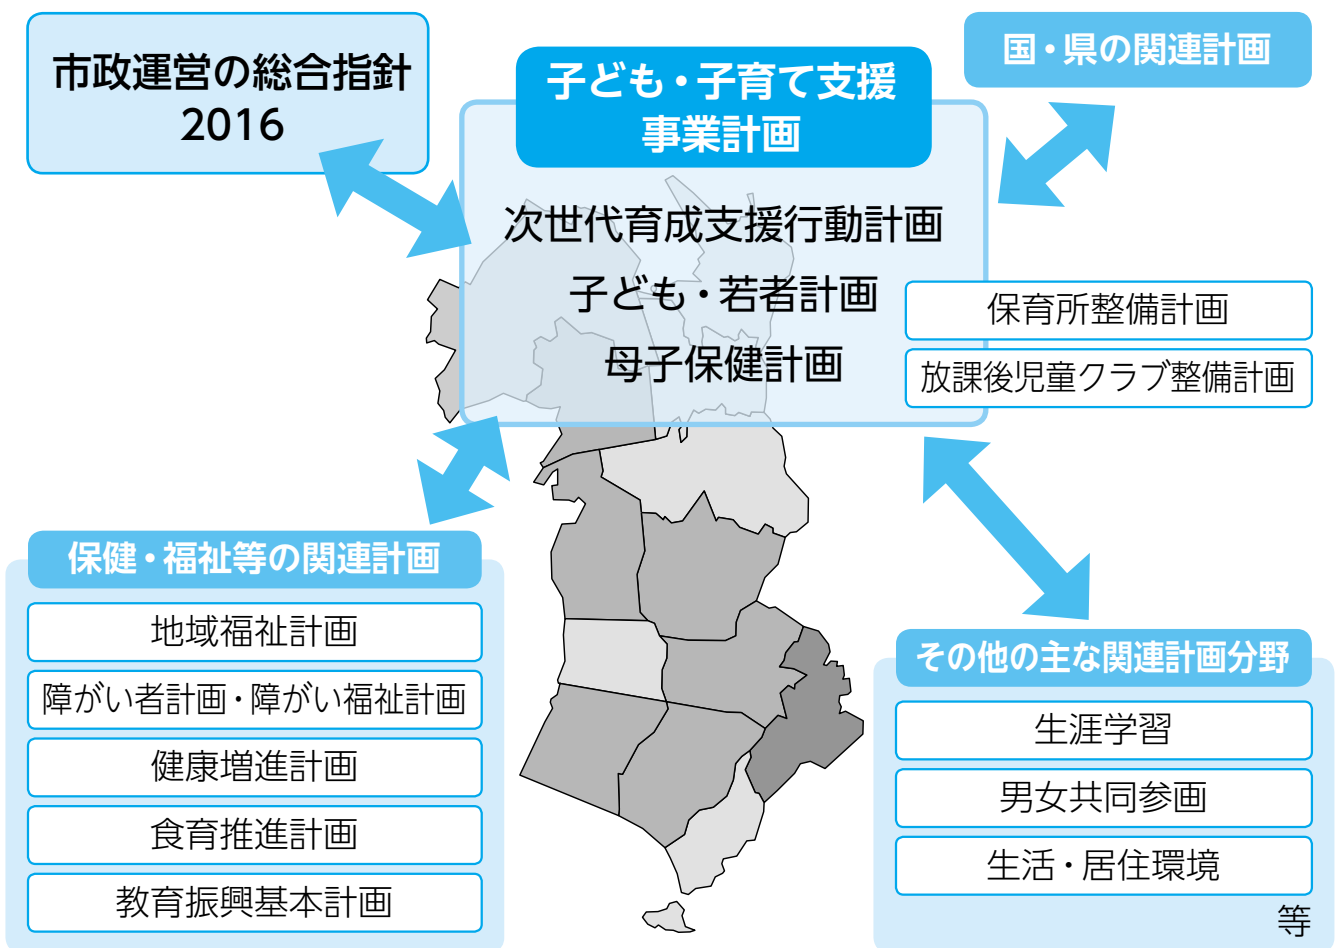 市政運営の総合指針
2016
子ども・子育て支援
事業計画
国・県の関連計画
次世代育成支援行動計画
子ども・若者計画
母子保健計画
保育所整備計画
放課後児童クラブ整備計画
保健・福祉等の関連計画
地域福祉計画
障がい者計画・障がい福祉計画
健康増進計画
食育推進計画
教育振興基本計画
その他の主な関連計画分野
生涯学習
男女共同参画
生活・居住環境
等